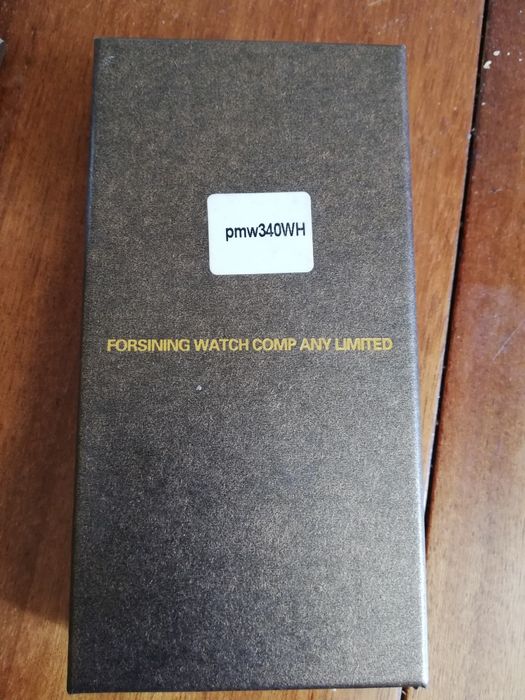 pmw340WH
FORSINING WATCH COMP ANY LIMITED